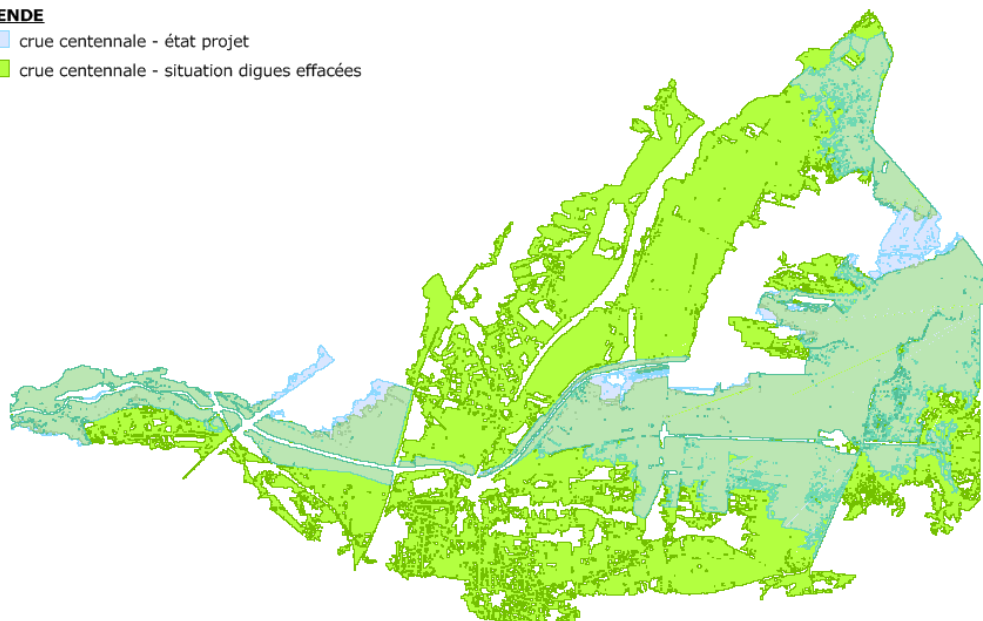 ENDE
crue centennale - état projet
crue centennale - situation digues effacées